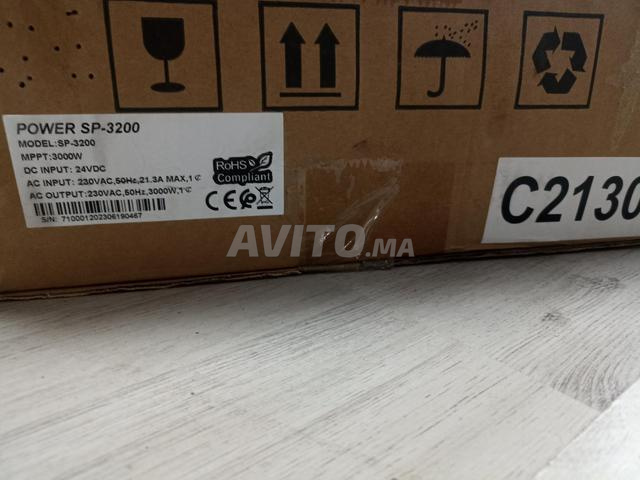 POWER SP-3200
MODEL:SP-3200
MPPT:3000W
DC INPUT: 24VDC
AC INPUT: 230VAC,50Hz,21.3A MAX,1¢
AC OUTPUT:230VAC,50Hz,3000W,1¢
S/N: 710001202306190467
RoHS
Compliant
CE
C2130
AVITO.MA